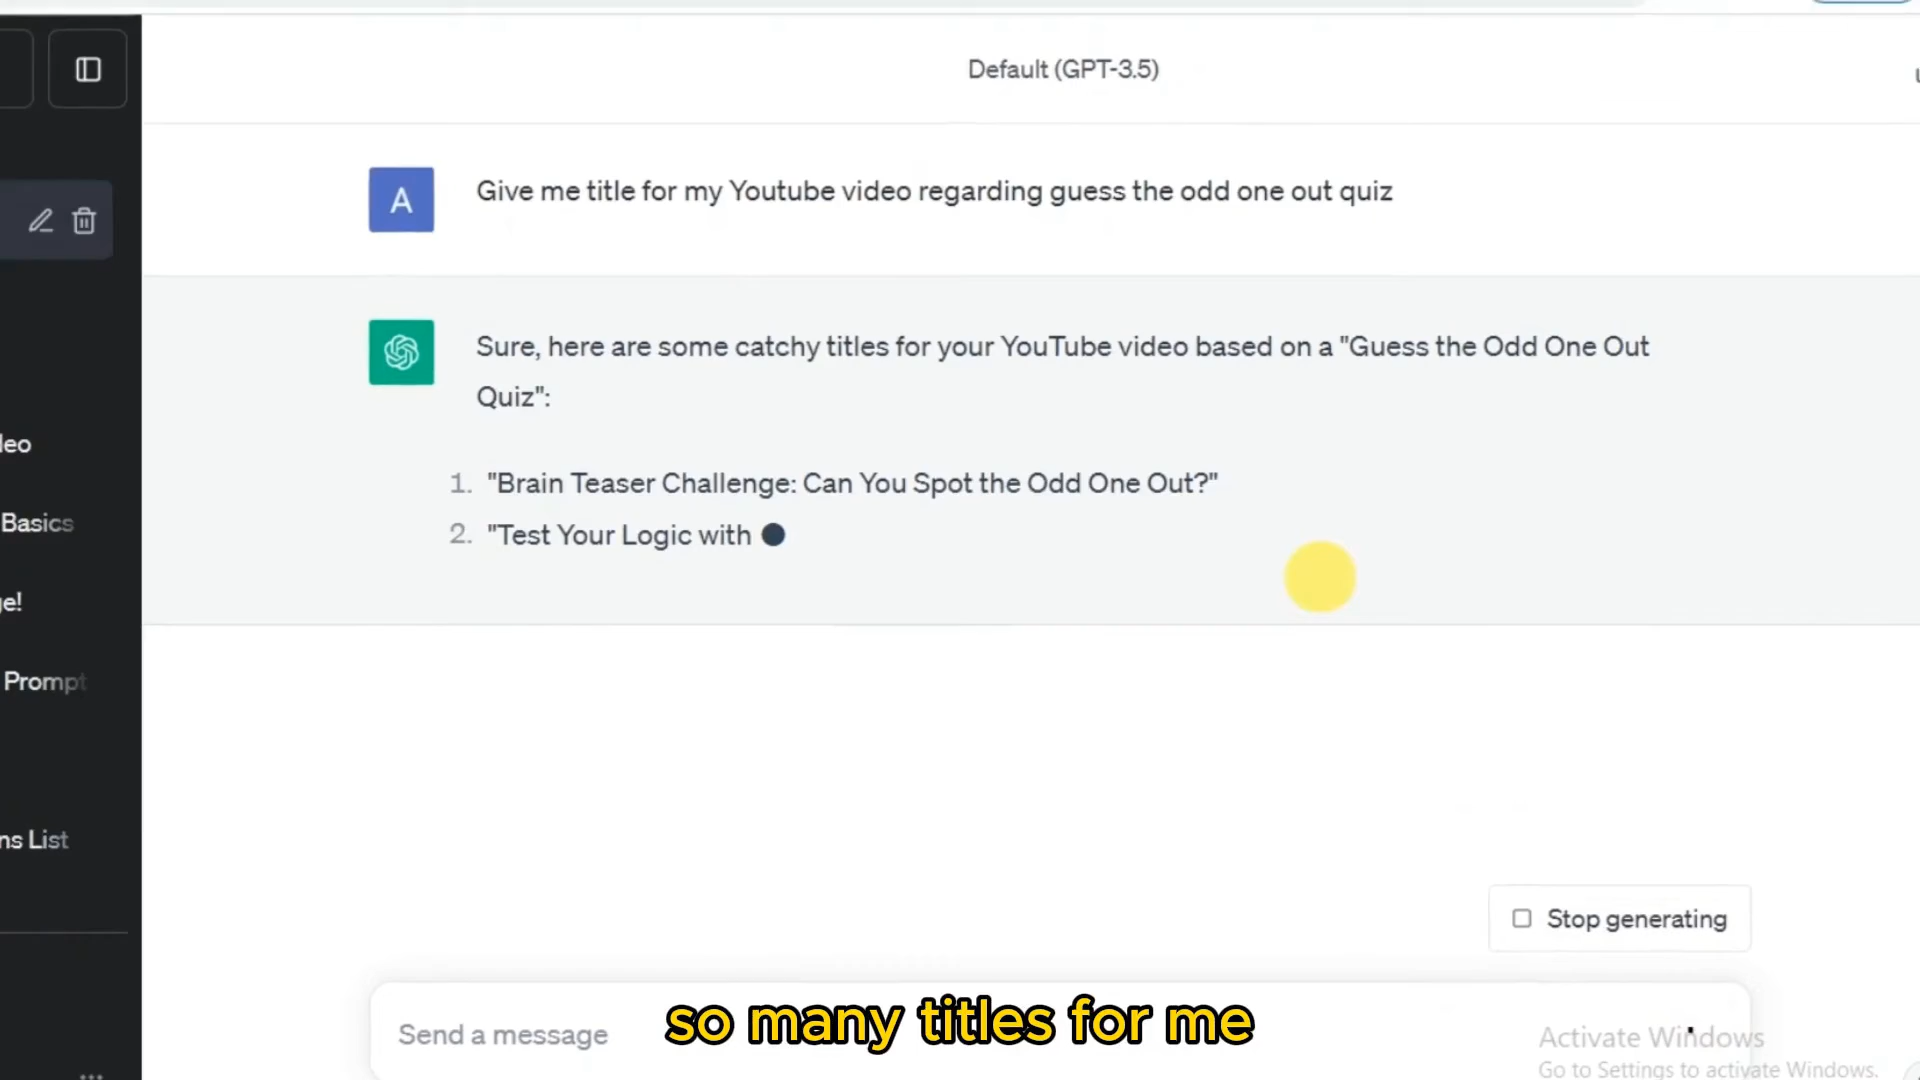 Default (GPT-3.5)
A
Give me title for my Youtube video regarding guess the odd one out quiz
Sure, here are some catchy titles for your YouTube video based on a "Guess the Odd One Out
Quiz":
1. "Brain Teaser Challenge: Can You Spot the Odd One Out?"
2. "Test Your Logic with
leo
Basics
ge!
Prompt
ns List
Stop generating
Send a message
so many titles for me
Activate Windows
Go to Settings to activate Windows.